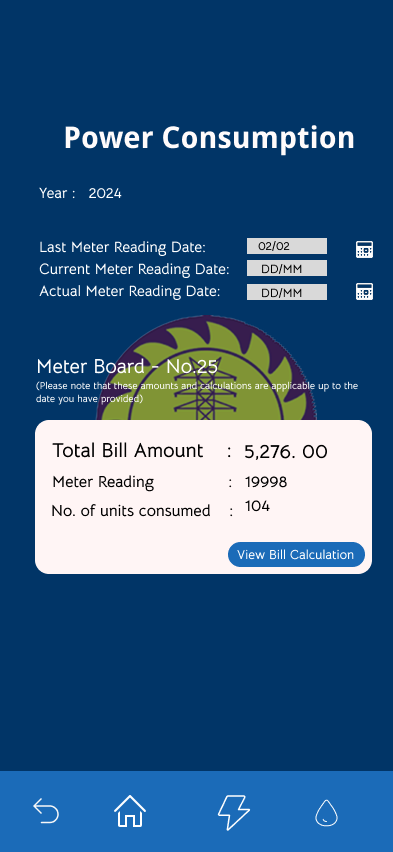 Power Consumption
Year : 2024
Last Meter Reading Date: 02/02
Current Meter Reading Date: DD/MM
Actual Meter Reading Date: DD/MM
Meter Board - No.25
(Please note that these amounts and calculations are applicable up to the
date you have provided)
Total Bill Amount : 5,276. 00
Meter Reading : 19998
No. of units consumed : 104
View Bill Calculation